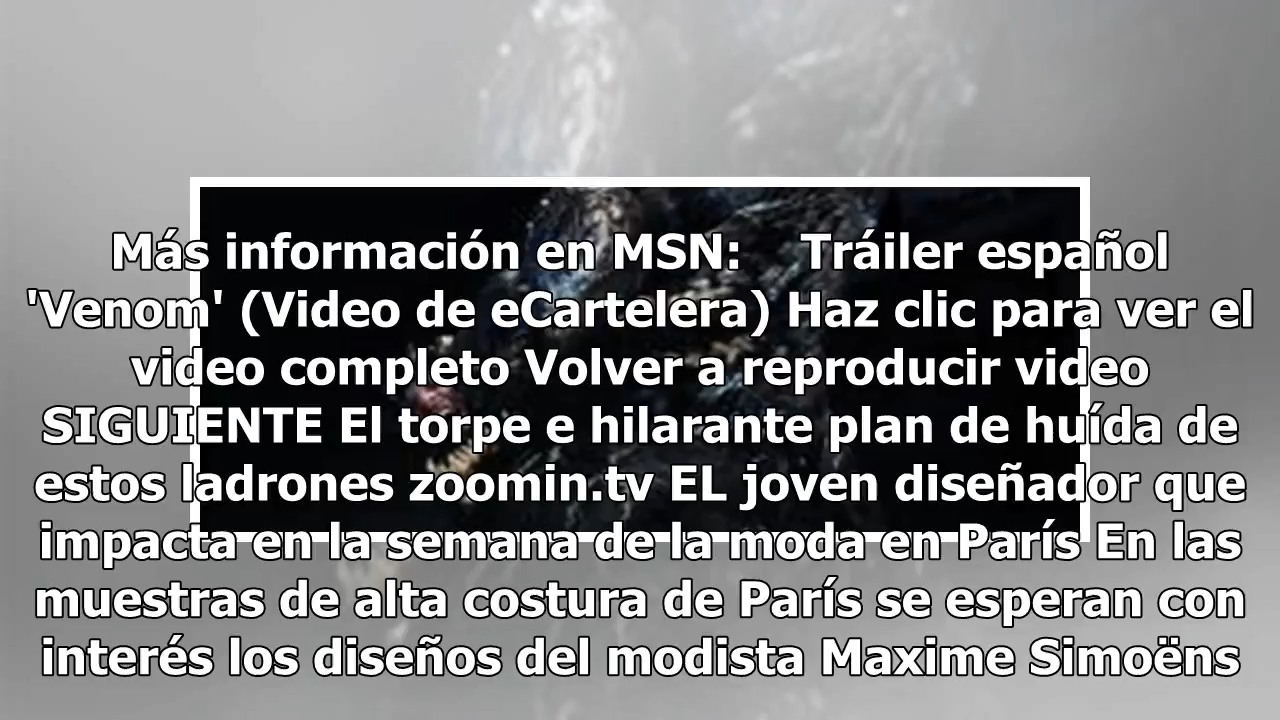 Más información en MSN:    Tráiler español
'Venom' (Video de eCartelera) Haz clic para ver el
video completo Volver a reproducir video
SIGUIENTE El torpe e hilarante plan de huída de
estos ladrones zoomin.tv EL joven diseñador que
impacta en la semana de la moda en París En las
muestras de alta costura de París se esperan con
interés los diseños del modista Maxime Simoëns